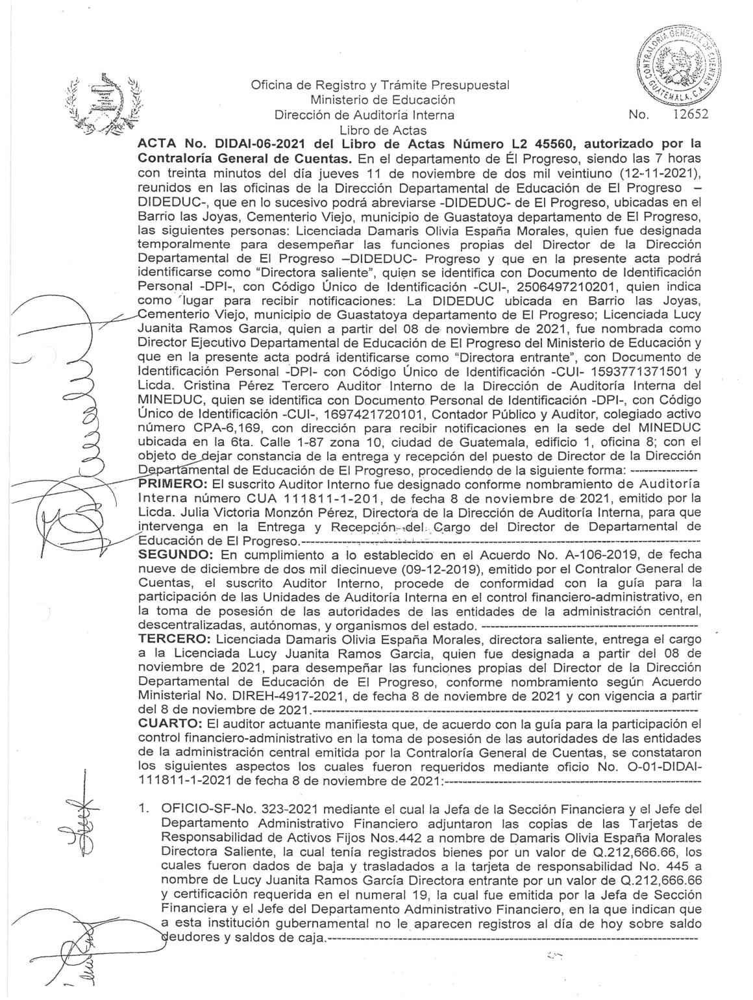 CONTRALORÍA GENERAL DE CUENTAS
GUATEMALA, C.A.
Oficina de Registro y Trámite Presupuestal
Ministerio de Educación
Dirección de Auditoría Interna
No. 12652
Libro de Actas
ACTA No. DIDAI-06-2021 del Libro de Actas Número L2 45560, autorizado por la
Contraloría General de Cuentas. En el departamento de Él Progreso, siendo las 7 horas
con treinta minutos del día jueves 11 de noviembre de dos mil veintiuno (12-11-2021),
reunidos en las oficinas de la Dirección Departamental de Educación de El Progreso –
DIDEDUC-, que en lo sucesivo podrá abreviarse -DIDEDUC- de El Progreso, ubicadas en el
Barrio las Joyas, Cementerio Viejo, municipio de Guastatoya departamento de El Progreso,
las siguientes personas: Licenciada Damaris Olivia España Morales, quien fue designada
temporalmente para desempeñar las funciones propias del Director de la Dirección
Departamental de El Progreso –DIDEDUC- Progreso y que en la presente acta podrá
identificarse como “Directora saliente”, quien se identifica con Documento de Identificación
Personal -DPI-, con Código Único de Identificación -CUI-, 2506497210201, quien indica
como lugar para recibir notificaciones: La DIDEDUC ubicada en Barrio las Joyas,
Cementerio Viejo, municipio de Guastatoya departamento de El Progreso; Licenciada Lucy
Juanita Ramos Garcia, quien a partir del 08 de noviembre de 2021, fue nombrada como
Director Ejecutivo Departamental de Educación de El Progreso del Ministerio de Educación y
que en la presente acta podrá identificarse como “Directora entrante”, con Documento de
Identificación Personal -DPI- con Código Único de Identificación -CUI- 1593771371501 y
Licda. Cristina Pérez Tercero Auditor Interno de la Dirección de Auditoría Interna del
MINEDUC, quien se identifica con Documento Personal de Identificación -DPI-, con Código
Único de Identificación -CUI-, 1697421720101, Contador Público y Auditor, colegiado activo
número CPA-6,169, con dirección para recibir notificaciones en la sede del MINEDUC
ubicada en la 6ta. Calle 1-87 zona 10, ciudad de Guatemala, edificio 1, oficina 8; con el
objeto de dejar constancia de la entrega y recepción del puesto de Director de la Dirección
Departamental de Educación de El Progreso, procediendo de la siguiente forma: ---------------
PRIMERO: El suscrito Auditor Interno fue designado conforme nombramiento de Auditoría
Interna número CUA 111811-1-201, de fecha 8 de noviembre de 2021, emitido por la
Licda. Julia Victoria Monzón Pérez, Directora de la Dirección de Auditoría Interna, para que
intervenga en la Entrega y Recepción del Cargo del Director de Departamental de
Educación de El Progreso.------------------------------------------------------------
SEGUNDO: En cumplimiento a lo establecido en el Acuerdo No. A-106-2019, de fecha
nueve de diciembre de dos mil diecinueve (09-12-2019), emitido por el Contralor General de
Cuentas, el suscrito Auditor Interno, procede de conformidad con la guía para la
participación de las Unidades de Auditoría Interna en el control financiero-administrativo, en
la toma de posesión de las autoridades de las entidades de la administración central,
descentralizadas, autónomas, y organismos del estado. ------------------------------------------
TERCERO: Licenciada Damaris Olivia España Morales, directora saliente, entrega el cargo
a la Licenciada Lucy Juanita Ramos Garcia, quien fue designada a partir del 08 de
noviembre de 2021, para desempeñar las funciones propias del Director de la Dirección
Departamental de Educación de El Progreso, conforme nombramiento según Acuerdo
Ministerial No. DIREH-4917-2021, de fecha 8 de noviembre de 2021 y con vigencia a partir
del 8 de noviembre de 2021.------------------------------------------------------------
CUARTO: El auditor actuante manifiesta que, de acuerdo con la guía para la participación el
control financiero-administrativo en la toma de posesión de las autoridades de las entidades
de la administración central emitida por la Contraloría General de Cuentas, se constataron
los siguientes aspectos los cuales fueron requeridos mediante oficio No. O-01-DIDAI-
111811-1-2021 de fecha 8 de noviembre de 2021:--------------------------------------------------
1. OFICIO-SF-No. 323-2021 mediante el cual la Jefa de la Sección Financiera y el Jefe del
Departamento Administrativo Financiero adjuntaron las copias de las Tarjetas de
Responsabilidad de Activos Fijos Nos.442 a nombre de Damaris Olivia España Morales
Directora Saliente, la cual tenía registrados bienes por un valor de Q.212,666.66, los
cuales fueron dados de baja y trasladados a la tarjeta de responsabilidad No. 445 a
nombre de Lucy Juanita Ramos García Directora entrante por un valor de Q.212,666.66
y certificación requerida en el numeral 19, la cual fue emitida por la Jefa de Sección
Financiera y el Jefe del Departamento Administrativo Financiero, en la que indican que
a esta institución gubernamental no le aparecen registros al día de hoy sobre saldo
deudores y saldos de caja.------------------------------------------------------------